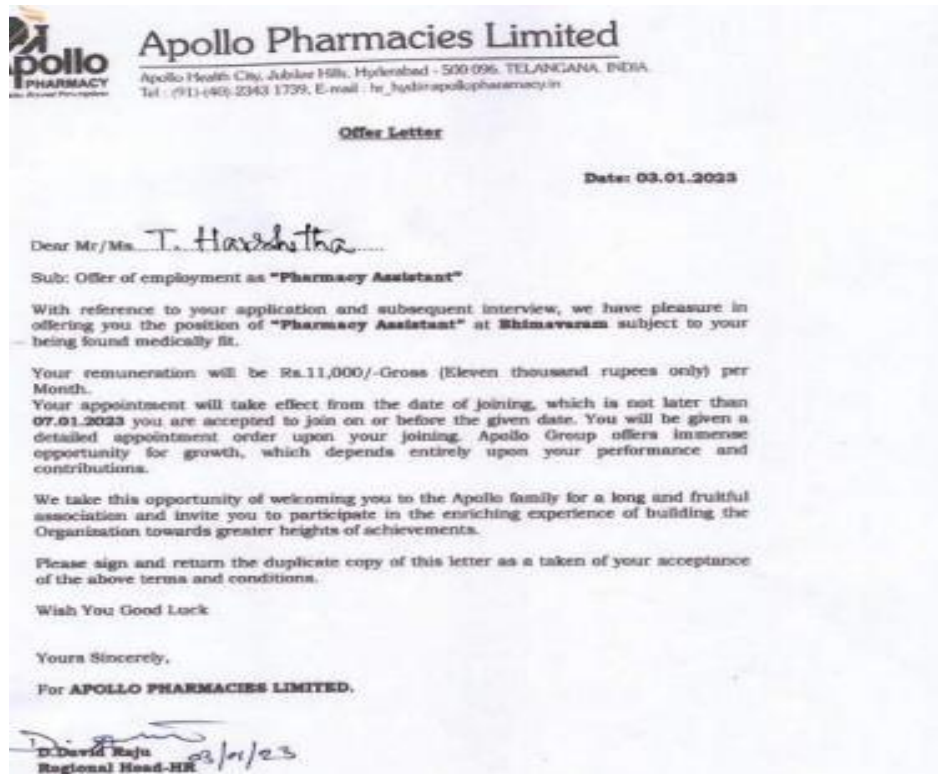 Apollo
PHARMACY
Apollo Pharmacies Limited
Apollo Health City, Jubilee Hills, Hyderabad - 500 096. TELANGANA. INDIA.
Tel : (91)-(40)-2343 1739, E-mail :
Offer Letter
Date: 03.01.2023
Dear Mr/Ms. T. Harshitha
Sub: Offer of employment as "Pharmacy Assistant"
With reference to your application and subsequent interview, we have pleasure in
offering you the position of "Pharmacy Assistant" at Bhimavaram subject to your
being found medically fit.
Your remuneration will be Rs.11,000/-Gross (Eleven thousand rupees only) per
Month.
Your appointment will take effect from the date of joining, which is not later than
07.01.2023 you are accepted to join on or before the given date. You will be given a
detailed appointment order upon your joining. Apollo Group offers immense
opportunity for growth, which depends entirely upon your performance and
contributions.
We take this opportunity of welcoming you to the Apollo family for a long and fruitful
association and invite you to participate in the enriching experience of building the
Organization towards greater heights of achievements.
Please sign and return the duplicate copy of this letter as a taken of your acceptance
of the above terms and conditions.
Wish You Good Luck
Yours Sincerely,
For APOLLO PHARMACIES LIMITED.
D.David Raju
Regional Head-HR 03/01/23